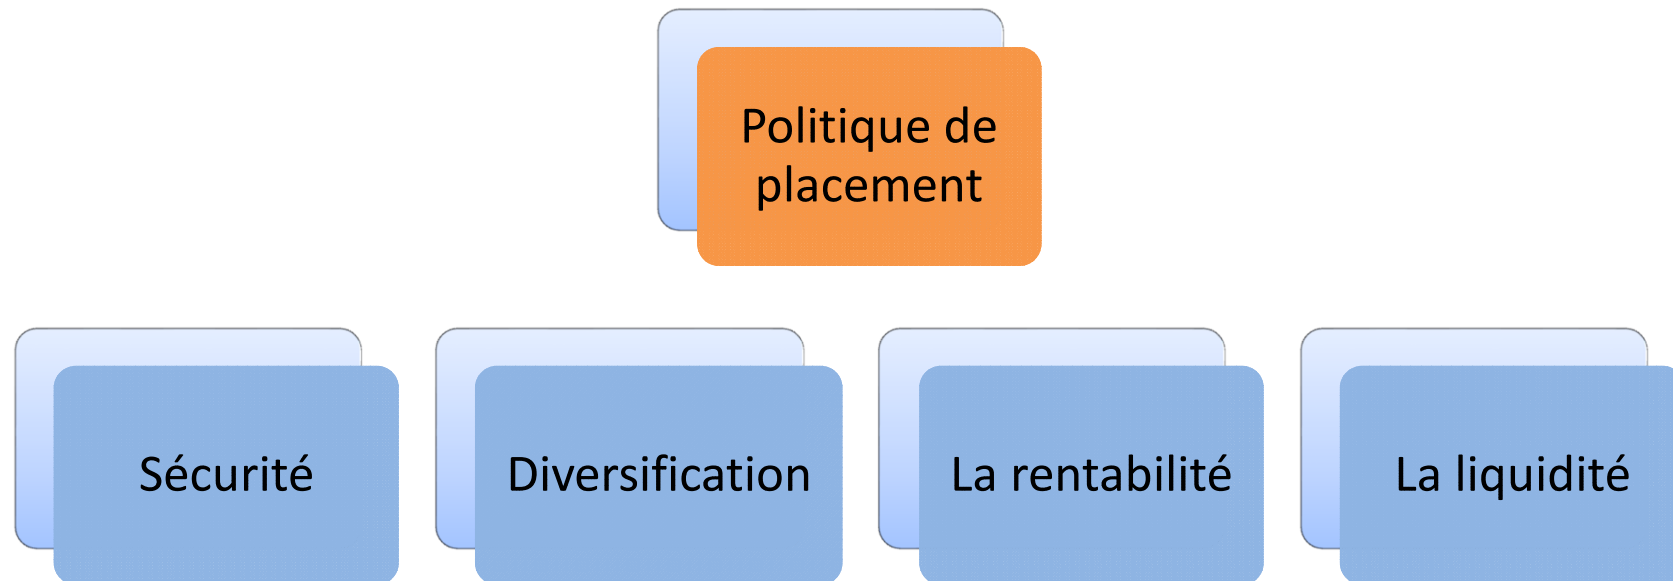 Politique de
placement
Sécurité
Diversification
La rentabilité
La liquidité